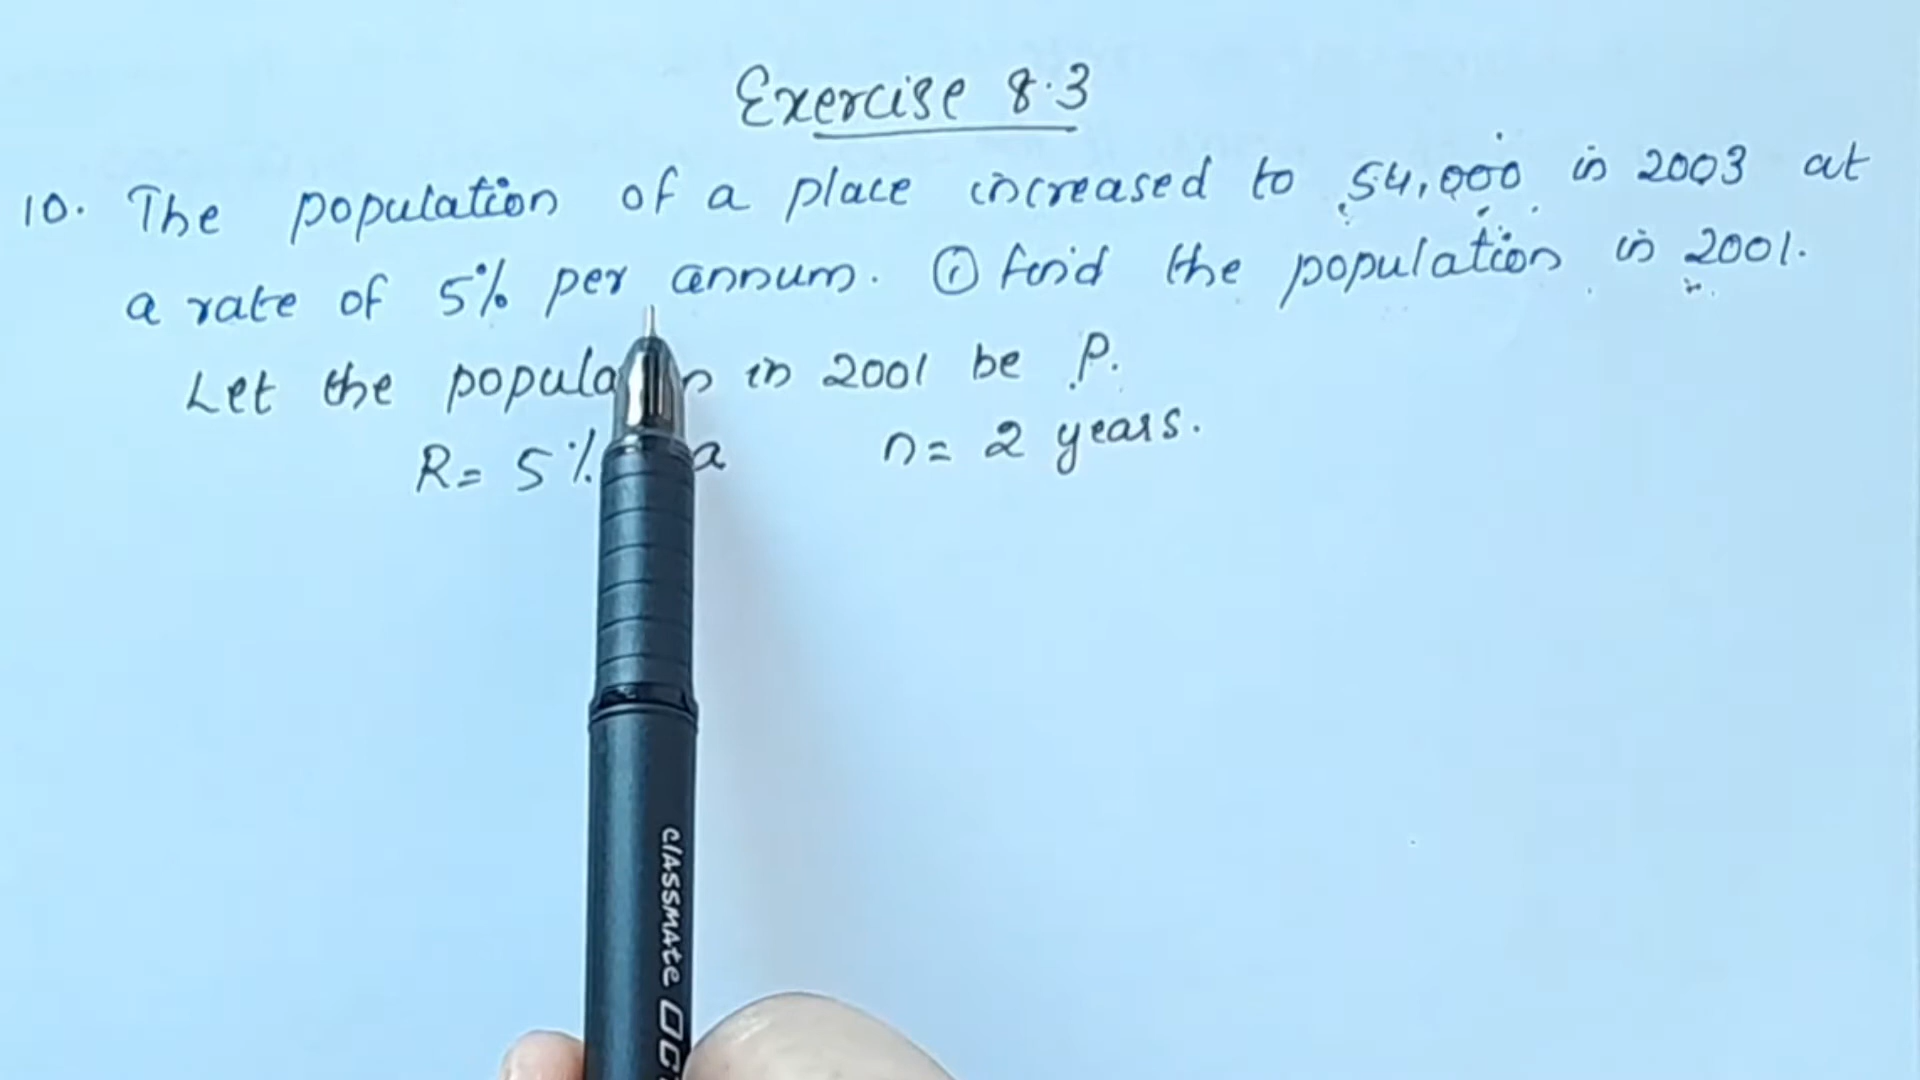 Exercise 8.3
10. The population of a place increased to 54,000 in 2003 at
a rate of 5% per annum. (i) find the population in 2001.
Let the in 2001 be P.
R = 5% n = 2 years.
classmate